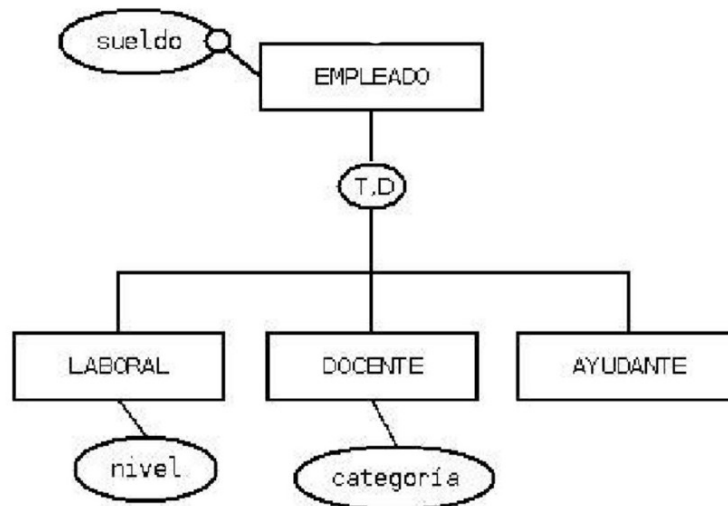 sueldo
EMPLEADO
T,D
LABORAL
DOCENTE
AYUDANTE
nivel
categoría